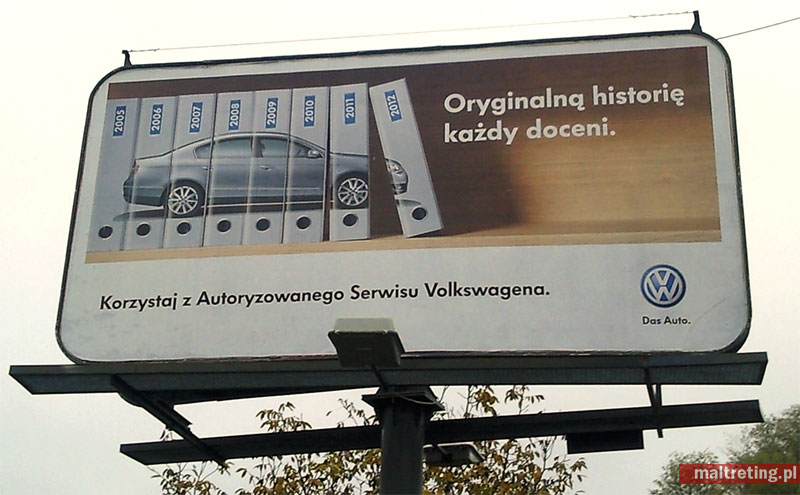 2005 2006 2007 2008 2009 2010 2011 2012
Oryginalną historię
każdy doceni.
Korzystaj z Autoryzowanego Serwisu Volkswagena.
Das Auto.
maltreting.pl